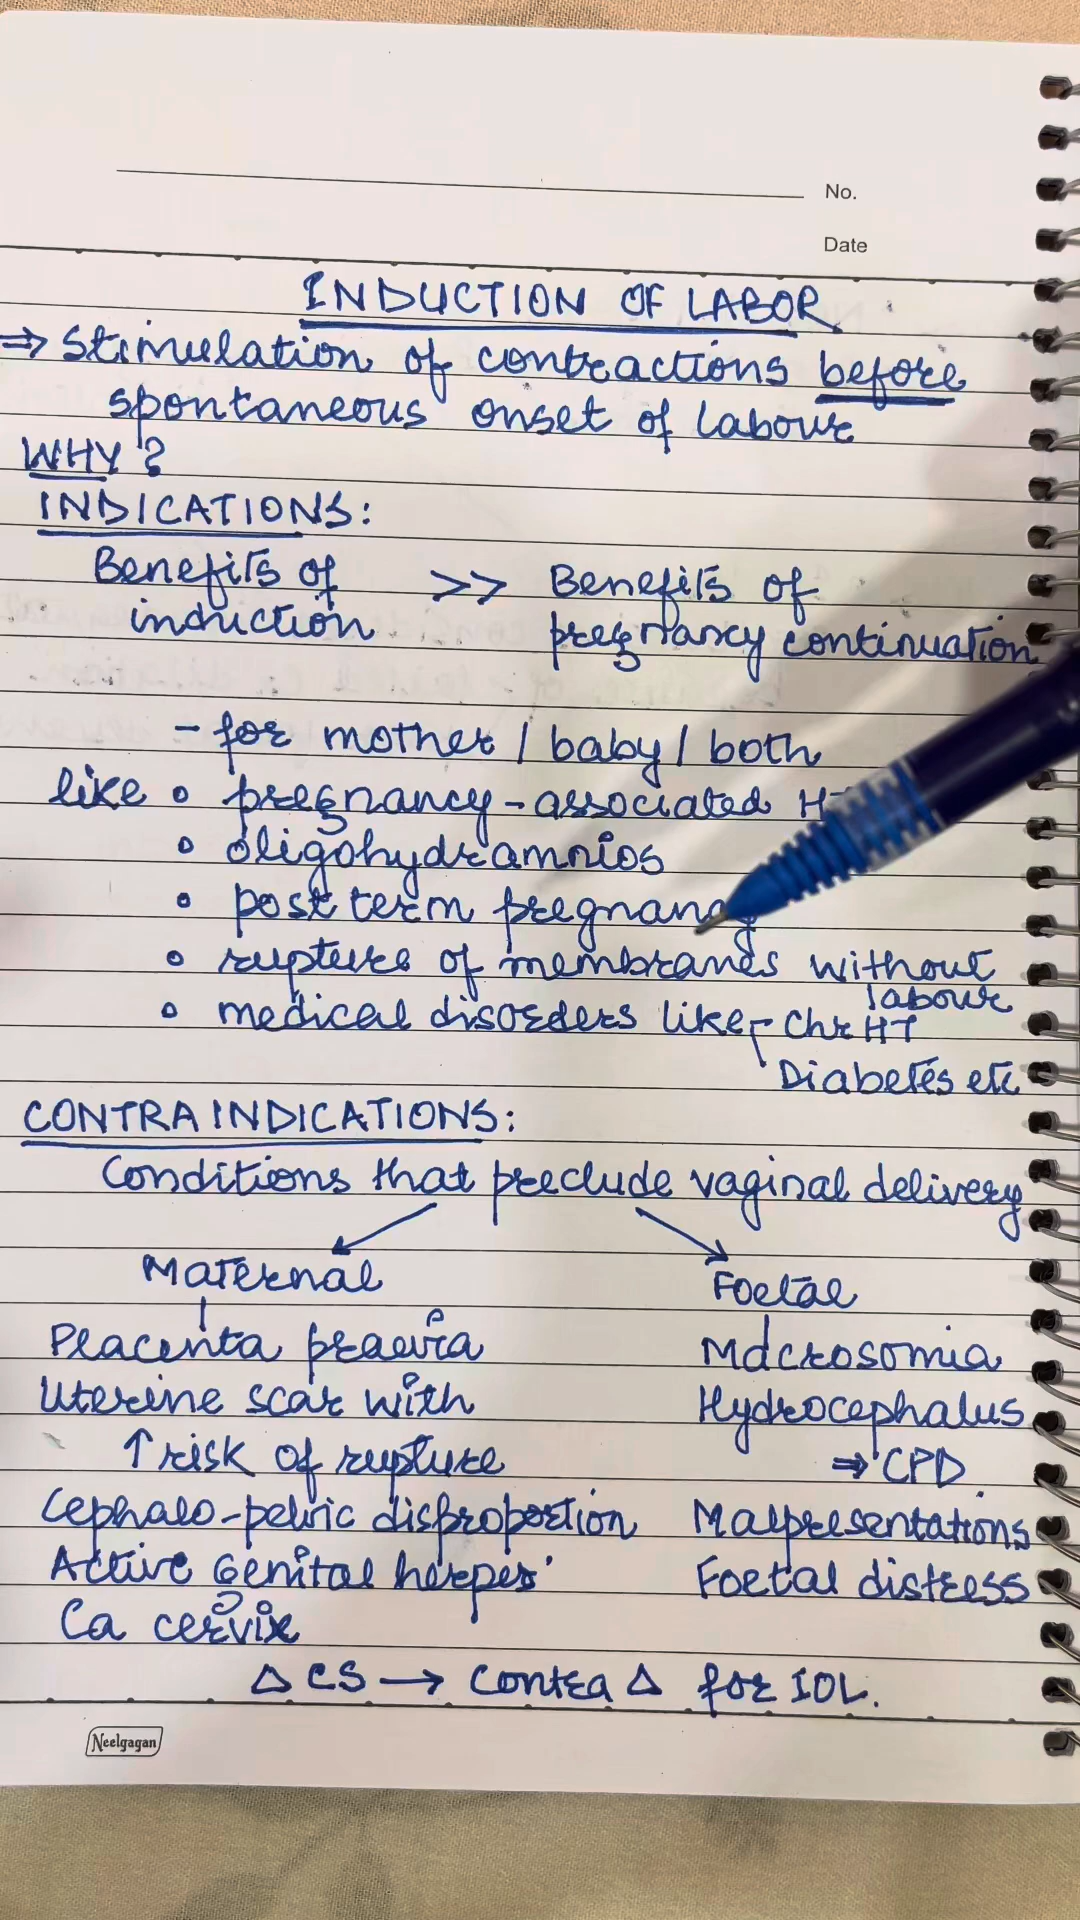 No.
Date
INDUCTION OF LABOR
⇒ Stimulation of contractions before
spontaneous onset of labour
WHY?
INDICATIONS:
Benefits of >> Benefits of
induction pregnancy continuation
- for mother / baby / both
like • pregnancy-associated H
• oligohydramnios
• post term pregnancy
• rupture of membranes without
labour
• medical disorders like Chr HT
Diabetes etc
CONTRAINDICATIONS:
Conditions that preclude vaginal delivery
Maternal Foetal
Placenta praevia Macrosomia
Uterine scar with Hydrocephalus
↑ risk of rupture ⇒ CPD
Cephalo-pelvic disproportion Malpresentations
Active Genital herpes Foetal distress
Ca cervix
Δ CS → Contra Δ for IOL.
Neelgagan